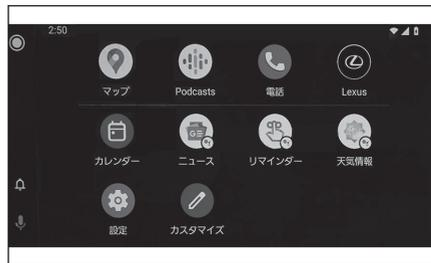 2:50
マップ Podcasts 電話 Lexus
カレンダー ニュース リマインダー 天気情報
設定 カスタマイズ